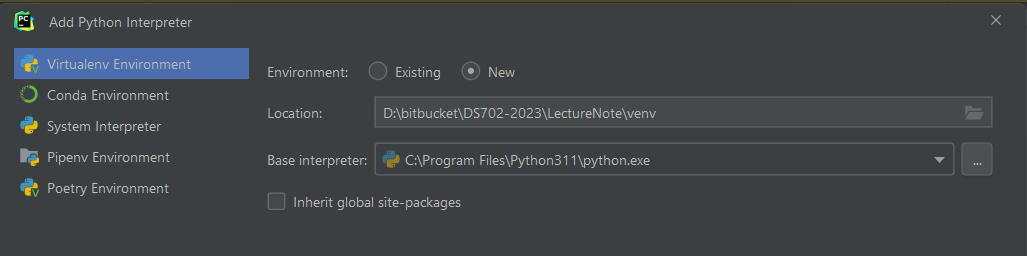 PC Add Python Interpreter
Virtualenv Environment
Conda Environment
System Interpreter
Pipenv Environment
Poetry Environment
Environment: Existing New
Location: D:\bitbucket\DS702-2023\LectureNote\venv
Base interpreter: C:\Program Files\Python311\python.exe ...
Inherit global site-packages